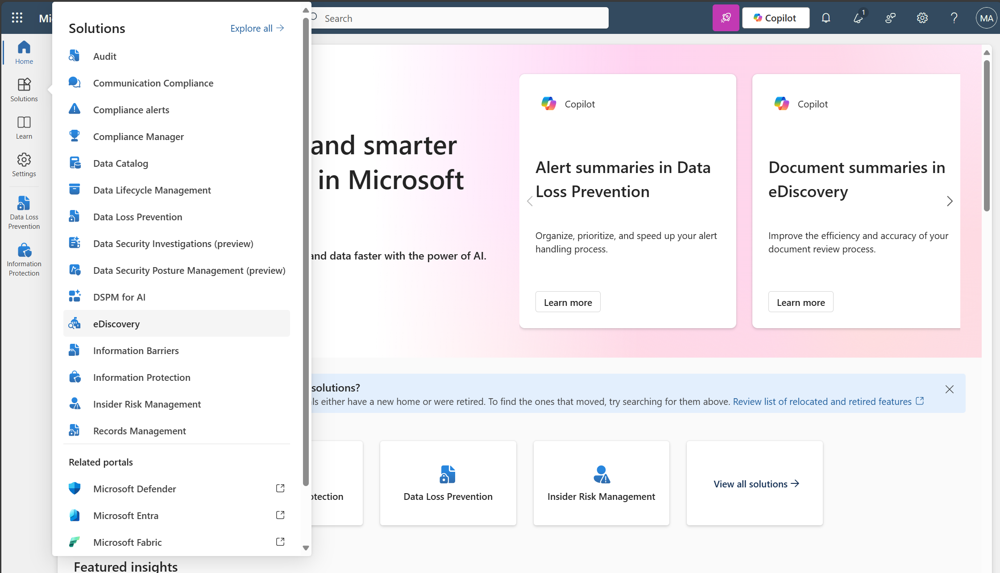 Search
Copilot
1
MA
Home
Solutions
Learn
Settings
Data Loss
Prevention
Information
Protection
Solutions
Explore all
Audit
Communication Compliance
Compliance alerts
Compliance Manager
Data Catalog
Data Lifecycle Management
Data Loss Prevention
Data Security Investigations (preview)
Data Security Posture Management (preview)
DSPM for AI
eDiscovery
Information Barriers
Information Protection
Insider Risk Management
Records Management
Related portals
Microsoft Defender
Microsoft Entra
Microsoft Fabric
and smarter
in Microsoft
and data faster with the power of AI.
Copilot
Alert summaries in Data
Loss Prevention
Organize, prioritize, and speed up your alert
handling process.
Learn more
Copilot
Document summaries in
eDiscovery
Improve the efficiency and accuracy of your
document review process.
Learn more
solutions?
either have a new home or were retired. To find the ones that moved, try searching for them above. Review list of relocated and retired features
Data Loss Prevention
Insider Risk Management
View all solutions
Featured insights